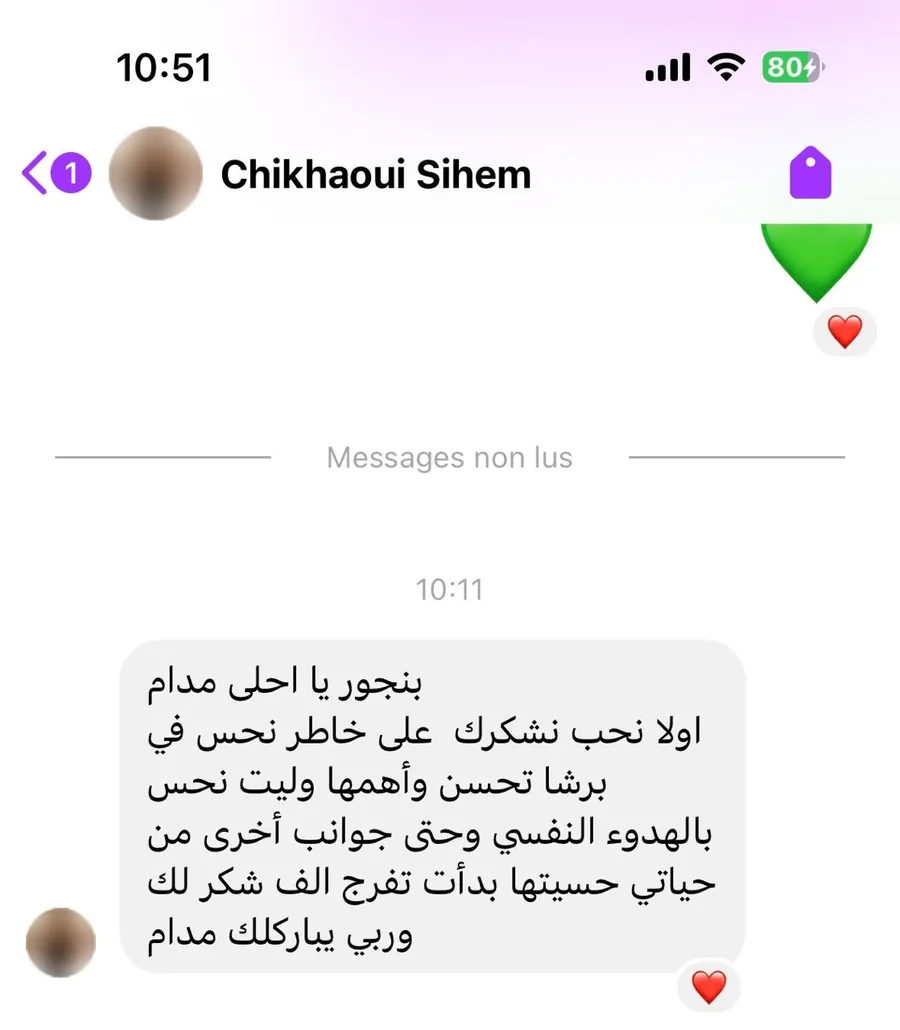 10:51
80
1
Chikhaoui Sihem
Messages non lus
10:11
بنجور يا احلى مدام
اولا نحب نشكرك على خاطر نحس في
برشا تحسن وأهمها وليت نحس
بالهدوء النفسي وحتى جوانب أخرى من
حياتي حسيتها بدأت تفرج الف شكر لك
وربي يباركلك مدام